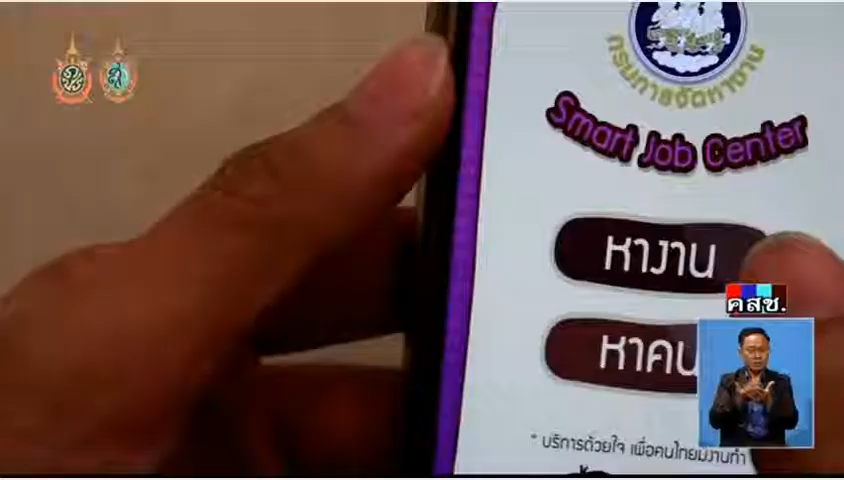 กรมการจัดหางาน
Smart Job Center
หางาน
คสช.
หาคน
" บริการด้วยใจ เพื่อคนไทยมีงานทำ